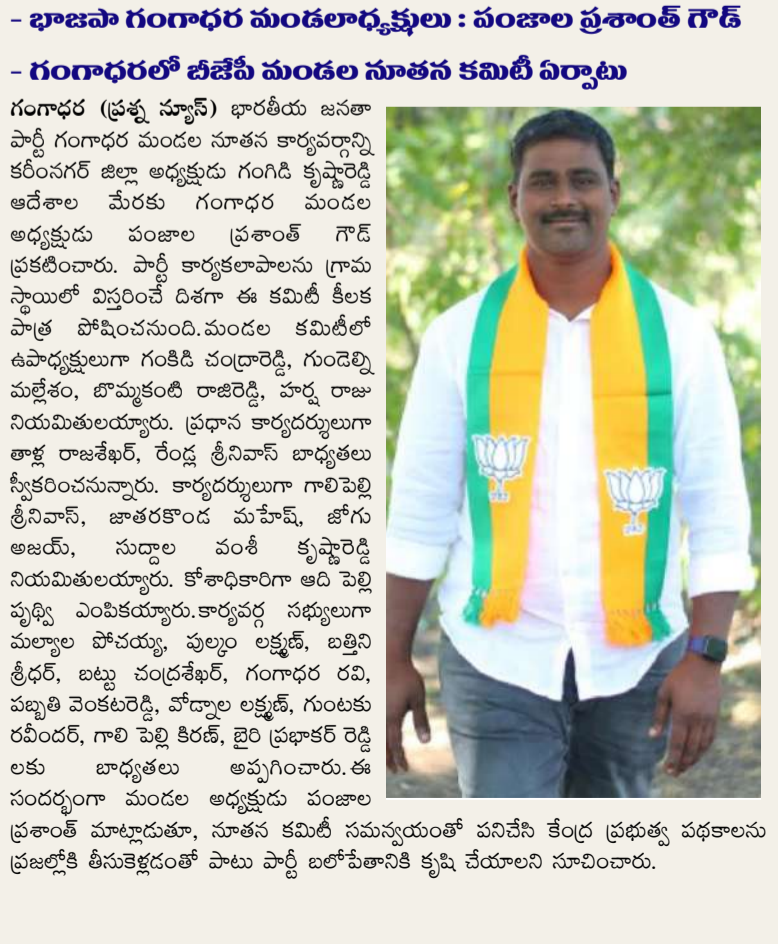 - భాజపా గంగాధర మండలాధ్యక్షులు : పంజాల ప్రశాంత్ గౌడ్
- గంగాధరలో బీజేపీ మండల నూతన కమిటీ ఏర్పాటు
గంగాధర (ప్రశ్న న్యూస్) భారతీయ జనతా
పార్టీ గంగాధర మండల నూతన కార్యవర్గాన్ని
కరీంనగర్ జిల్లా అధ్యక్షుడు గంగిడి కృష్ణారెడ్డి
ఆదేశాల మేరకు గంగాధర మండల
అధ్యక్షుడు పంజాల ప్రశాంత్ గౌడ్
ప్రకటించారు. పార్టీ కార్యకలాపాలను గ్రామ
స్థాయిలో విస్తరించే దిశగా ఈ కమిటీ కీలక
పాత్ర పోషించనుంది.మండల కమిటీలో
ఉపాధ్యక్షులుగా గంకిడి చంద్రారెడ్డి, గుండెల్ని
మల్లేశం, బొమ్మకంటి రాజిరెడ్డి, హర్ష రాజు
నియమితులయ్యారు. ప్రధాన కార్యదర్శులుగా
తాళ్ల రాజశేఖర్, రేండ్ల శ్రీనివాస్ బాధ్యతలు
స్వీకరించనున్నారు. కార్యదర్శులుగా గాలిపెల్లి
శ్రీనివాస్, జాతరకొండ మహేష్, జోగు
అజయ్, సుద్దాల వంశీ కృష్ణారెడ్డి
నియమితులయ్యారు. కోశాధికారిగా ఆది పెల్లి
పృథ్వి ఎంపికయ్యారు.కార్యవర్గ సభ్యులుగా
మల్యాల పోచయ్య, పుల్కం లక్ష్మణ్, బత్తిని
శ్రీధర్, బట్టు చంద్రశేఖర్, గంగాధర రవి,
పబ్బతి వెంకటరెడ్డి, వోడ్నాల లక్ష్మణ్, గుంటకు
రవీందర్, గాలి పెల్లి కిరణ్, బైరి ప్రభాకర్ రెడ్డి
లకు బాధ్యతలు అప్పగించారు.ఈ
సందర్భంగా మండల అధ్యక్షుడు పంజాల
ప్రశాంత్ మాట్లాడుతూ, నూతన కమిటీ సమన్వయంతో పనిచేసి కేంద్ర ప్రభుత్వ పథకాలను
ప్రజల్లోకి తీసుకెళ్లడంతో పాటు పార్టీ బలోపేతానికి కృషి చేయాలని సూచించారు.